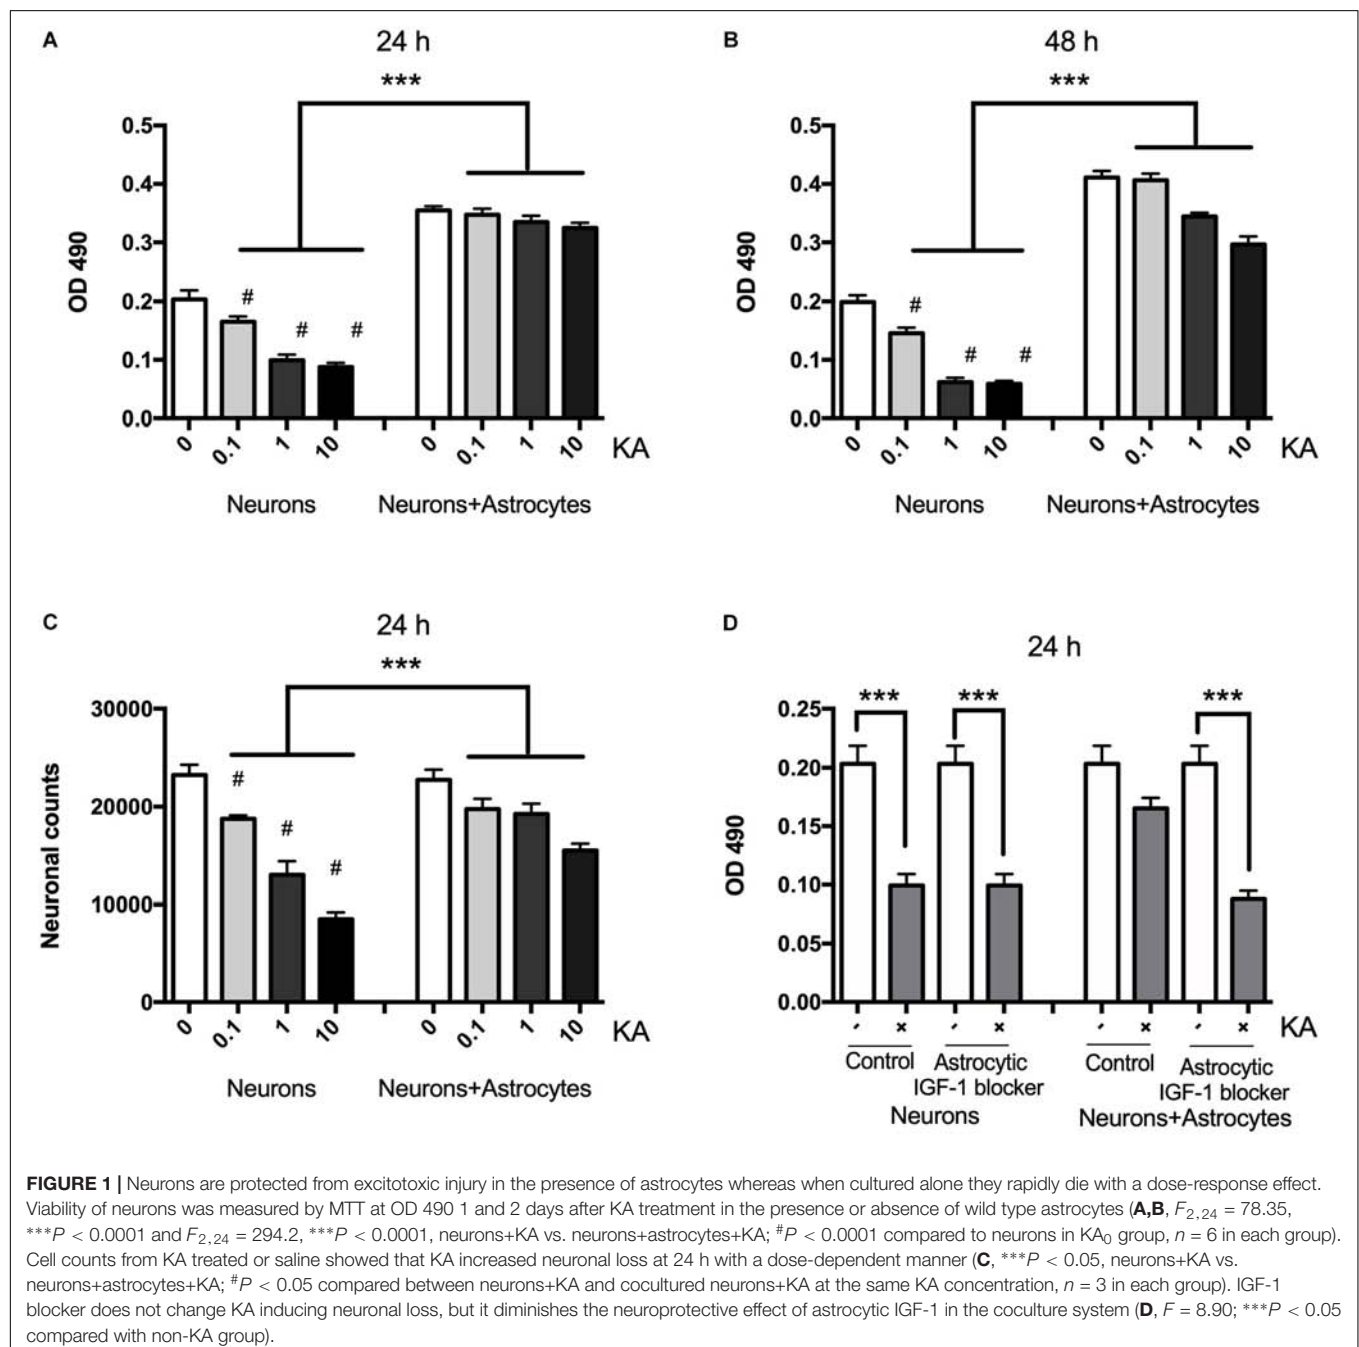 A
24 h
***
0.5
0.4
0.3
0.2
0.1
0.0
OD 490
#
#
#
0
0.1
1
10
0
0.1
1
10
KA
Neurons
Neurons+Astrocytes
B
48 h
***
0.5
0.4
0.3
0.2
0.1
0.0
OD 490
#
#
#
0
0.1
1
10
0
0.1
1
10
KA
Neurons
Neurons+Astrocytes
C
24 h
***
30000
20000
10000
0
Neuronal counts
#
#
#
0
0.1
1
10
0
0.1
1
10
KA
Neurons
Neurons+Astrocytes
D
24 h
***
***
***
0.25
0.20
0.15
0.10
0.05
0.00
OD 490
- + - + - + - + KA
Control
Astrocytic
IGF-1 blocker
Control
Astrocytic
IGF-1 blocker
Neurons
Neurons+Astrocytes
FIGURE 1 | Neurons are protected from excitotoxic injury in the presence of astrocytes whereas when cultured alone they rapidly die with a dose-response effect.
Viability of neurons was measured by MTT at OD 490 1 and 2 days after KA treatment in the presence or absence of wild type astrocytes (A,B, F2,24 = 78.35,
***P < 0.0001 and F2,24 = 294.2, ***P < 0.0001, neurons+KA vs. neurons+astrocytes+KA; #P < 0.0001 compared to neurons in KA0 group, n = 6 in each group).
Cell counts from KA treated or saline showed that KA increased neuronal loss at 24 h with a dose-dependent manner (C, ***P < 0.05, neurons+KA vs.
neurons+astrocytes+KA; #P < 0.05 compared between neurons+KA and cocultured neurons+KA at the same KA concentration, n = 3 in each group). IGF-1
blocker does not change KA inducing neuronal loss, but it diminishes the neuroprotective effect of astrocytic IGF-1 in the coculture system (D, F = 8.90; ***P < 0.05
compared with non-KA group).